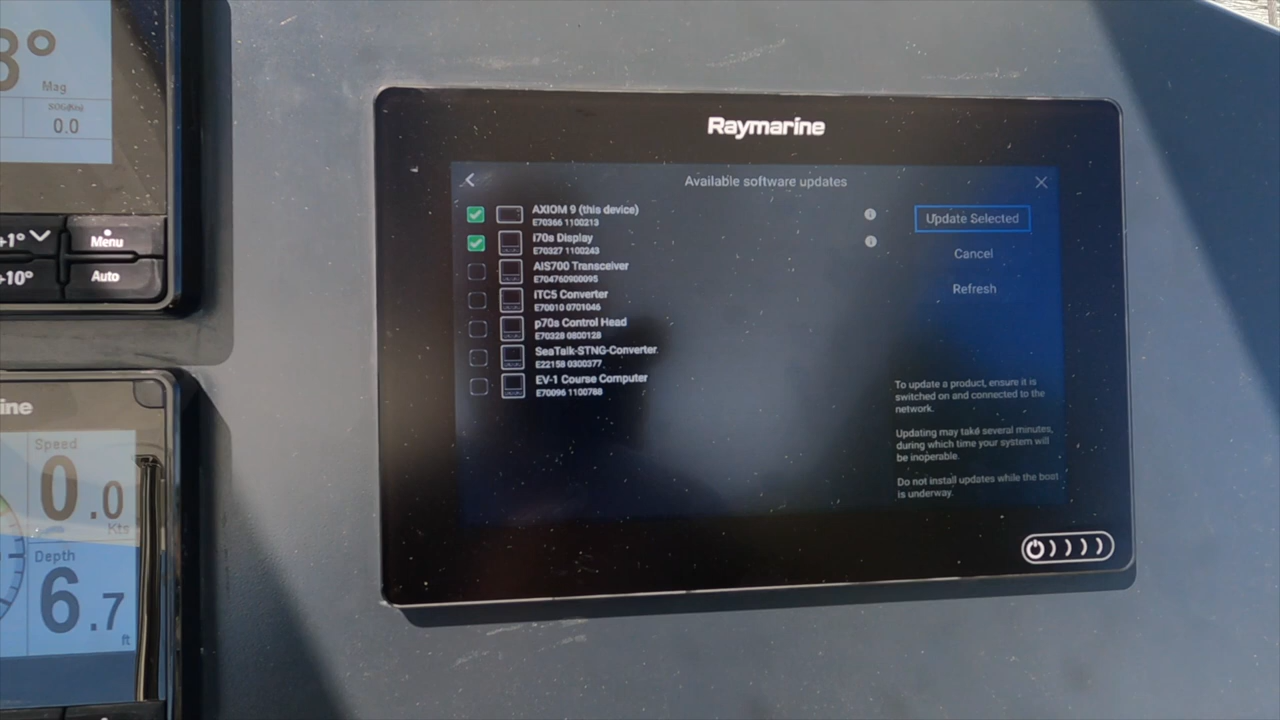 8°
Mag
0.0
+1°
Menu
+10°
Auto
ine
Speed
0.0
Kts
Depth
6.7
ft
Raymarine
Available software updates
AXIOM 9 (this device)
E70366 1100213
i70s Display
E70327 1100243
AIS700 Transceiver
E704760900095
iTC5 Converter
E70010 0701046
p70s Control Head
E70328 0800128
SeaTalk-STNG-Converter
E22158 0300377
EV-1 Course Computer
E70096 1100788
Update Selected
Cancel
Refresh
To update a product, ensure it is
switched on and connected to the
network.
Updating may take several minutes,
during which time your system will
be inoperable.
Do not install updates while the boat
is underway.